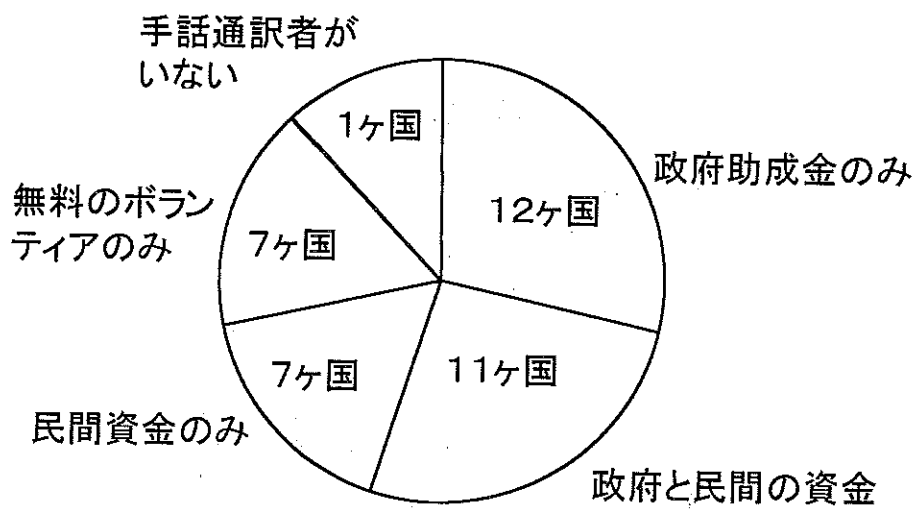 手話通訳者が
いない
1ヶ国
政府助成金のみ
12ヶ国
無料のボラン
ティアのみ
7ヶ国
7ヶ国
11ヶ国
民間資金のみ
政府と民間の資金